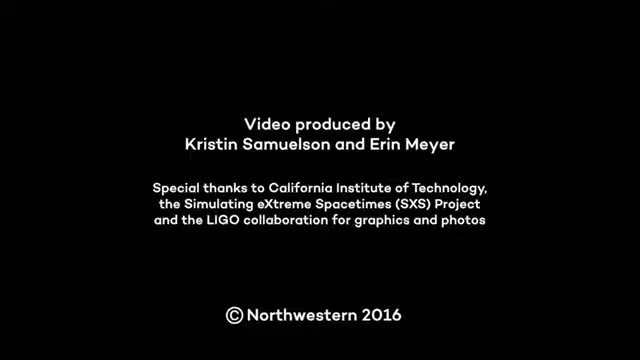 Video produced by
Kristin Samuelson and Erin Meyer
Special thanks to California Institute of Technology,
the Simulating eXtreme Spacetimes (SXS) Project
and the LIGO collaboration for graphics and photos
© Northwestern 2016